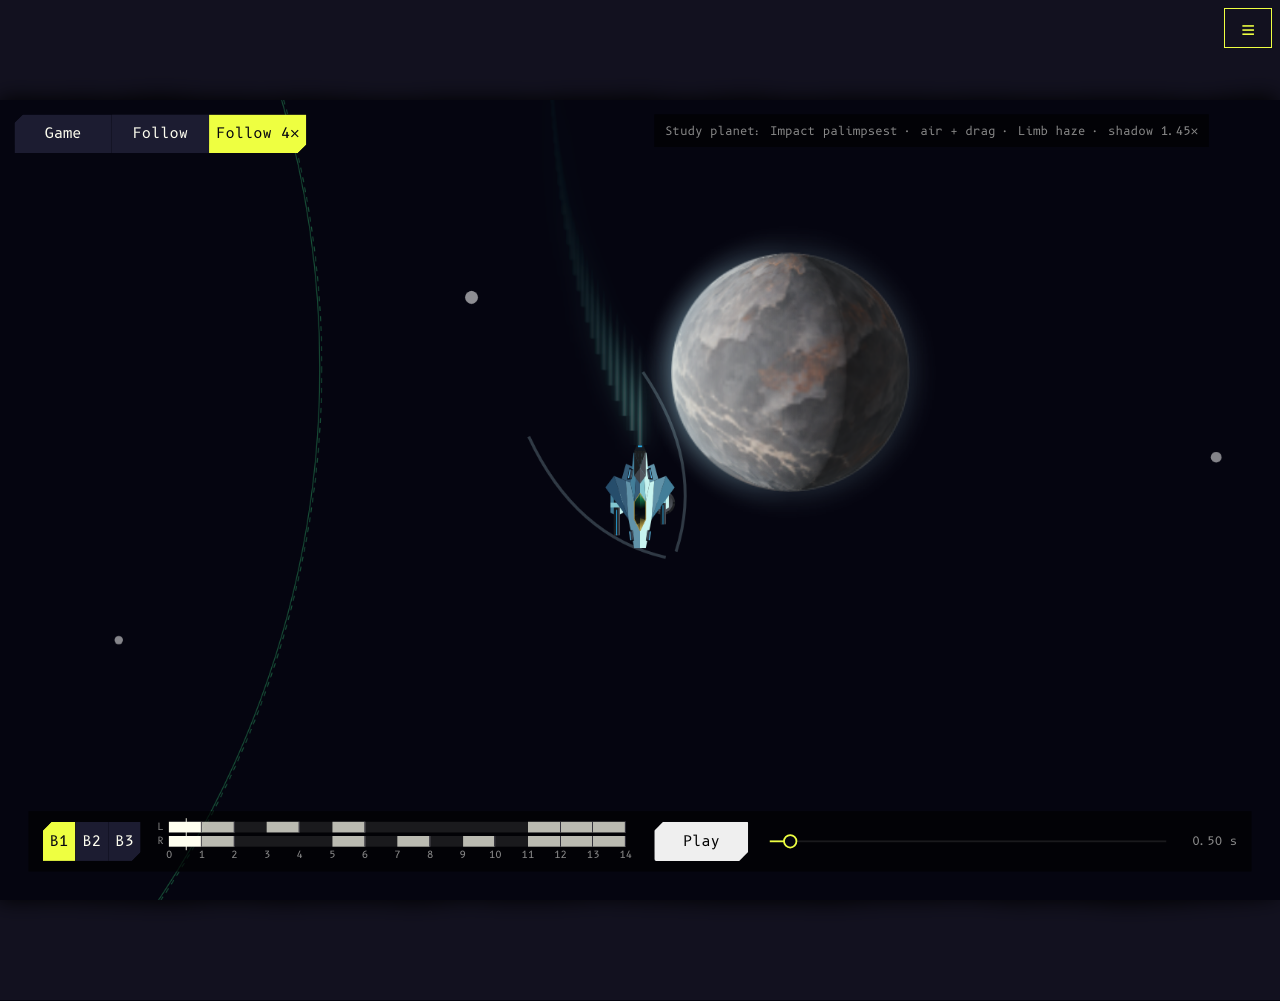 ≡
Game Follow Follow 4×
Study planet: Impact palimpsest · air + drag · Limb haze · shadow 1.45×
B1 B2 B3
L
R
0 1 2 3 4 5 6 7 8 9 10 11 12 13 14
Play
0.50 s